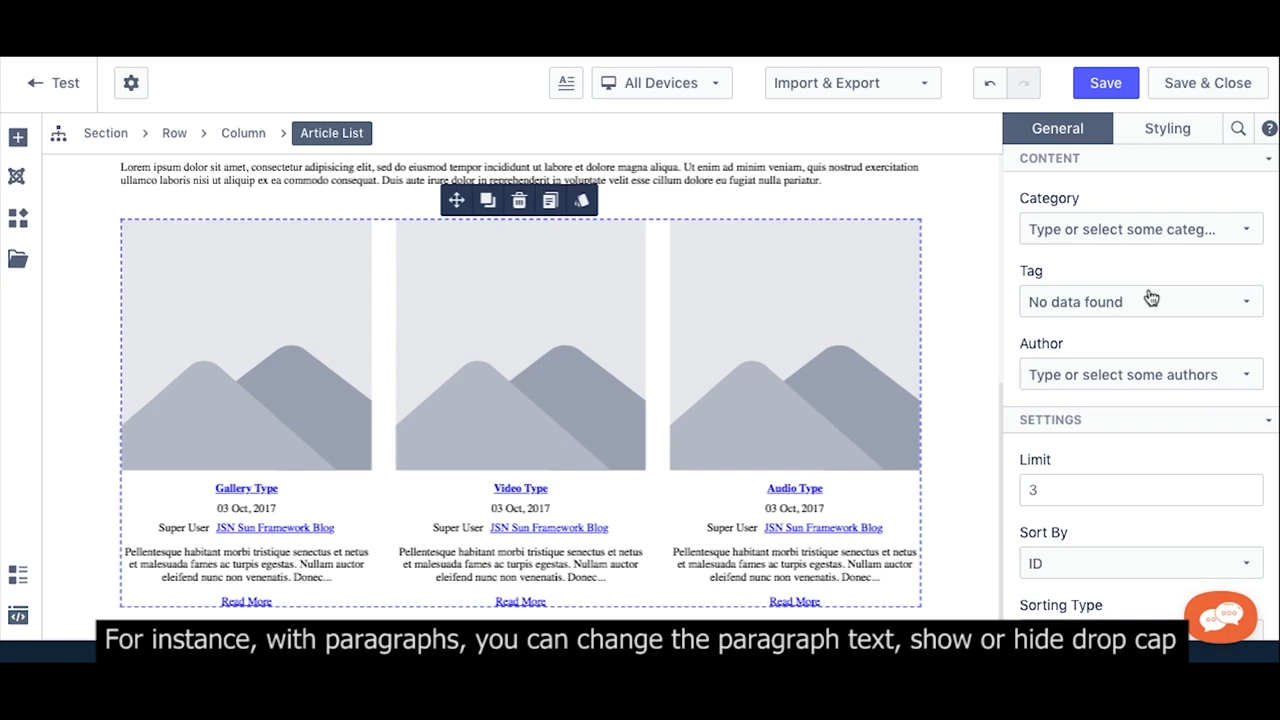 Test
All Devices
Import & Export
Save
Save & Close
Section
Row
Column
Article List
General
Styling
?
CONTENT
Lorem ipsum dolor sit amet, consectetur adipisicing elit, sed do eiusmod tempor incididunt ut labore et dolore magna aliqua. Ut enim ad minim veniam, quis nostrud exercitation
ullamco laboris nisi ut aliquip ex ea commodo consequat. Duis aute irure dolor in reprehenderit in voluptate velit esse cillum dolore eu fugiat nulla pariatur.
Category
Type or select some categ...
Tag
No data found
Author
Type or select some authors
SETTINGS
Limit
3
Sort By
ID
Sorting Type
Gallery Type
03 Oct, 2017
Super User JSN Sun Framework Blog
Pellentesque habitant morbi tristique senectus et netus
et malesuada fames ac turpis egestas. Nullam auctor
eleifend nunc non venenatis. Donec...
Read More
Video Type
03 Oct, 2017
Super User JSN Sun Framework Blog
Pellentesque habitant morbi tristique senectus et netus
et malesuada fames ac turpis egestas. Nullam auctor
eleifend nunc non venenatis. Donec...
Read More
Audio Type
03 Oct, 2017
Super User JSN Sun Framework Blog
Pellentesque habitant morbi tristique senectus et netus
et malesuada fames ac turpis egestas. Nullam auctor
eleifend nunc non venenatis. Donec...
Read More
For instance, with paragraphs, you can change the paragraph text, show or hide drop cap